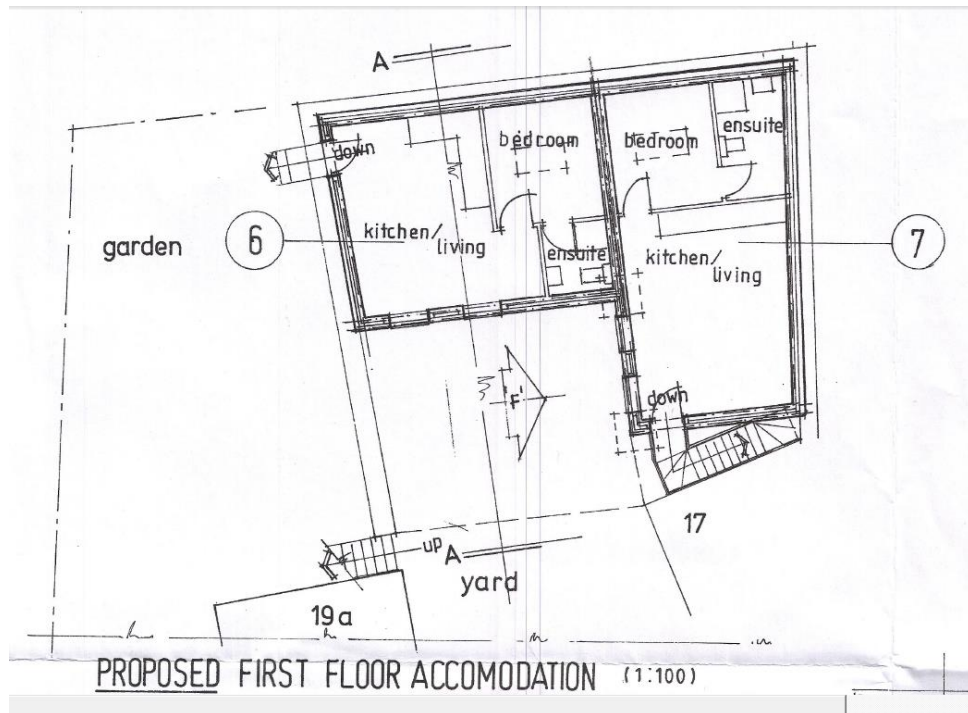 A
down
bedroom
bedroom
ensuite
garden
6
kitchen/
living
ensuite
kitchen/
living
7
'F'
down
17
up
A
yard
19a
PROPOSED FIRST FLOOR ACCOMODATION (1:100)